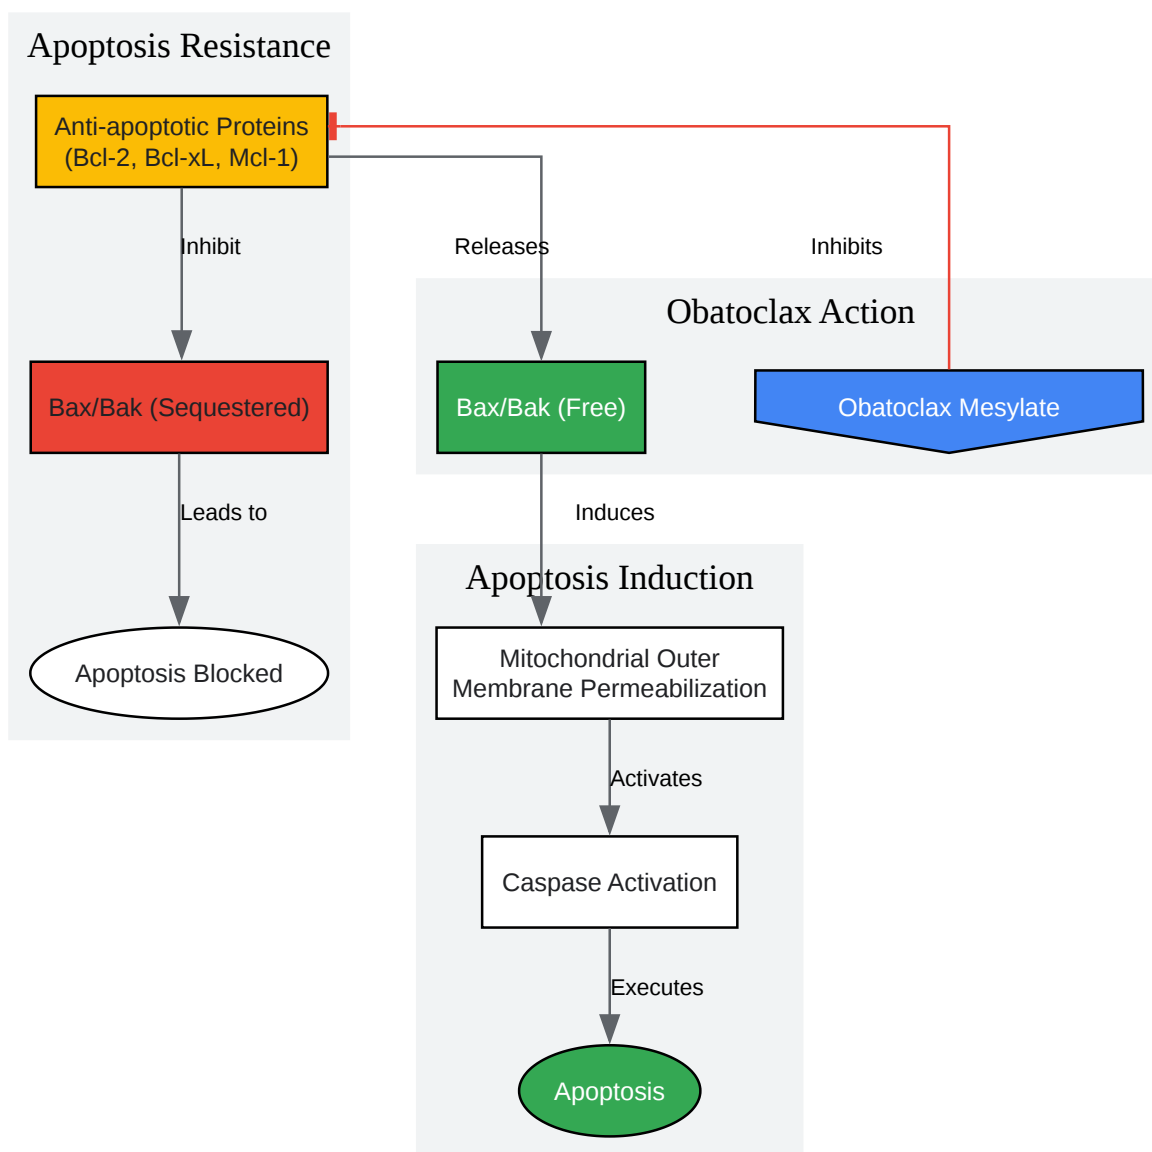 Apoptosis Resistance
Anti-apoptotic Proteins
(Bcl-2, Bcl-xL, Mcl-1)
Inhibit
Releases
Inhibits
Obatoclax Action
Bax/Bak (Sequestered)
Bax/Bak (Free)
Obatoclax Mesylate
Leads to
Induces
Apoptosis Induction
Apoptosis Blocked
Mitochondrial Outer
Membrane Permeabilization
Activates
Caspase Activation
Executes
Apoptosis